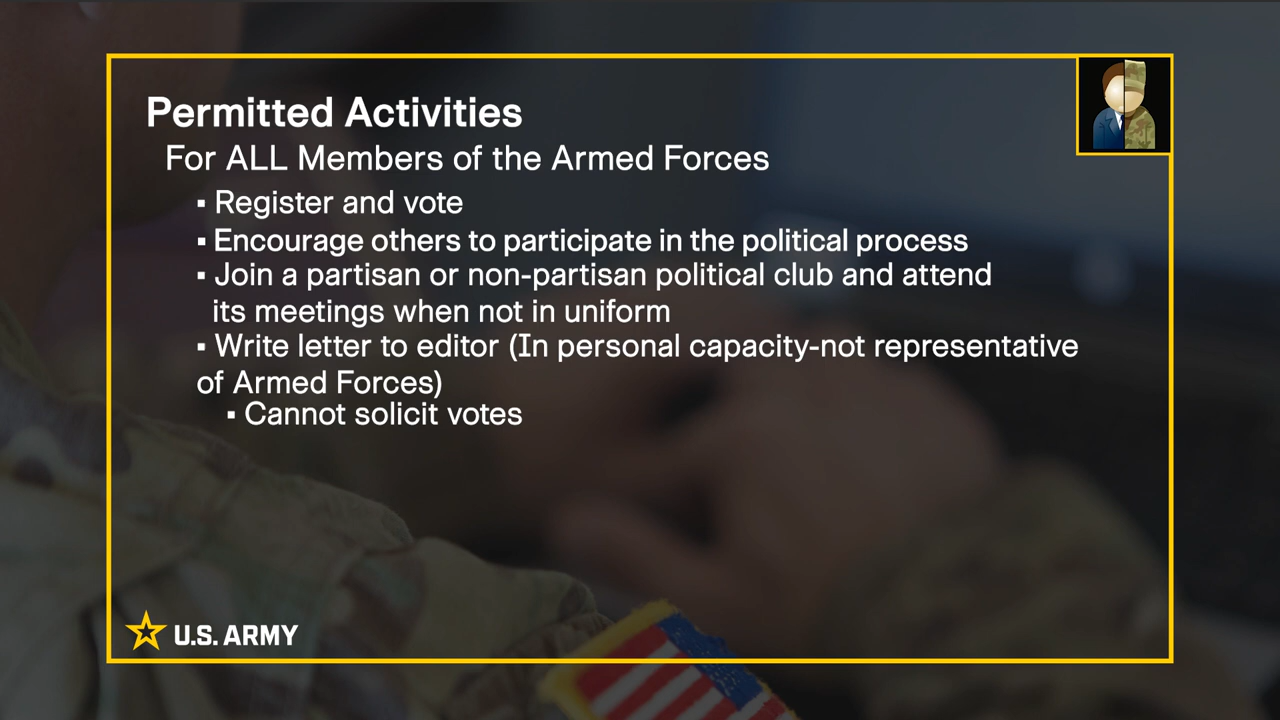 Permitted Activities
For ALL Members of the Armed Forces
▪ Register and vote
▪ Encourage others to participate in the political process
▪ Join a partisan or non-partisan political club and attend
its meetings when not in uniform
▪ Write letter to editor (In personal capacity-not representative
of Armed Forces)
▪ Cannot solicit votes
U.S. ARMY